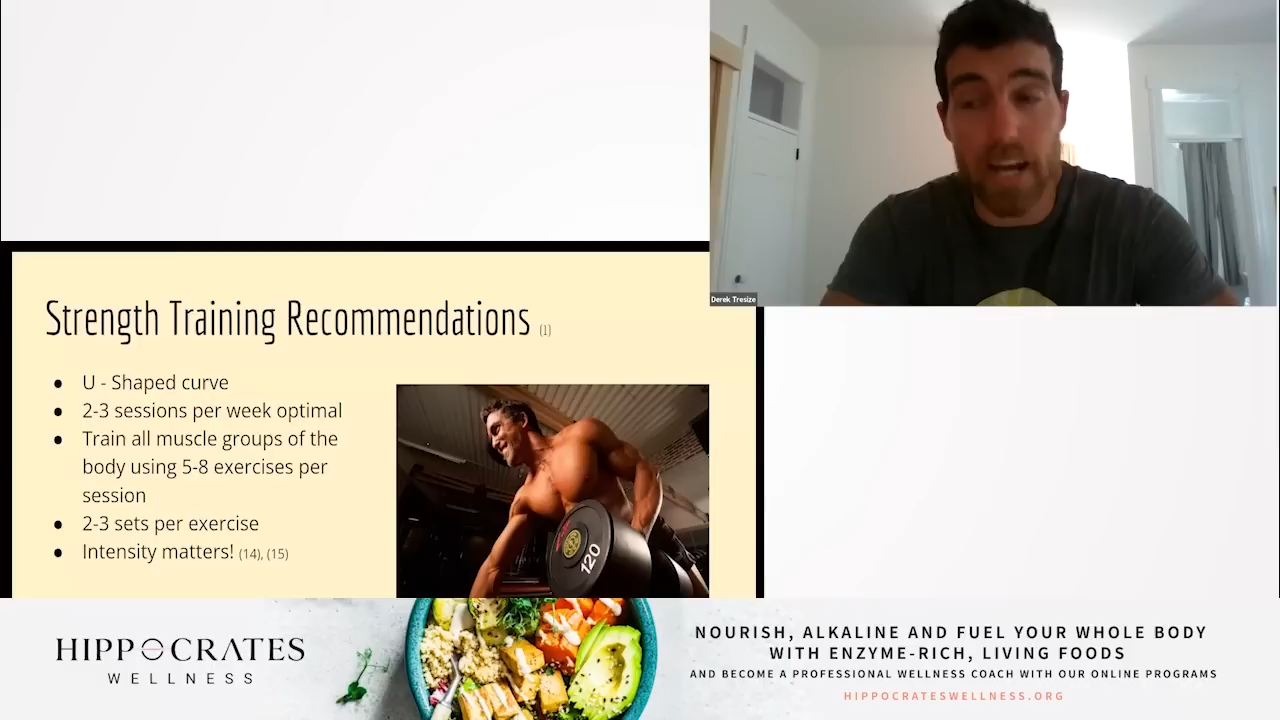 Derek Tresize
Strength Training Recommendations (1)
● U - Shaped curve
● 2-3 sessions per week optimal
● Train all muscle groups of the
body using 5-8 exercises per
session
● 2-3 sets per exercise
● Intensity matters! (14), (15)
120
HIPPOCRATES
WELLNESS
NOURISH, ALKALINE AND FUEL YOUR WHOLE BODY
WITH ENZYME-RICH, LIVING FOODS
AND BECOME A PROFESSIONAL WELLNESS COACH WITH OUR ONLINE PROGRAMS
HIPPOCRATESWELLNESS.ORG